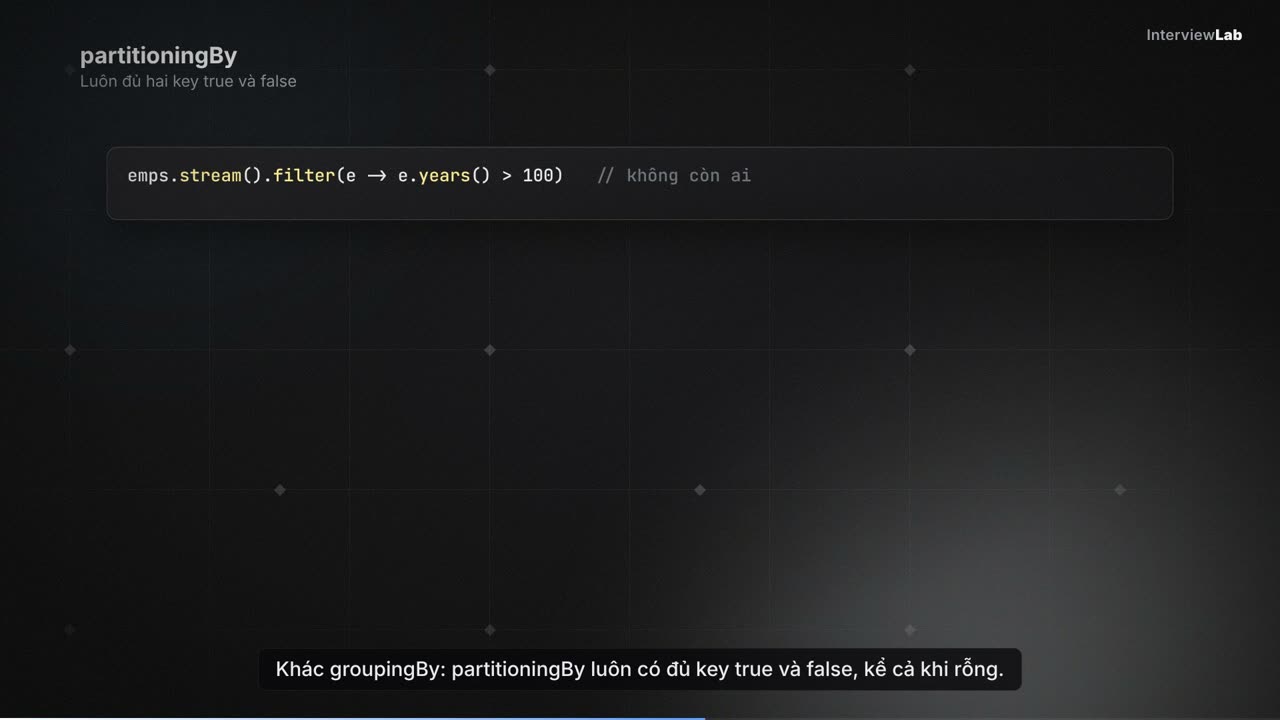 partitioningBy
Luôn đủ hai key true và false
InterviewLab
emps.stream().filter(e -> e.years() > 100)   // không còn ai
Khác groupingBy: partitioningBy luôn có đủ key true và false, kể cả khi rỗng.